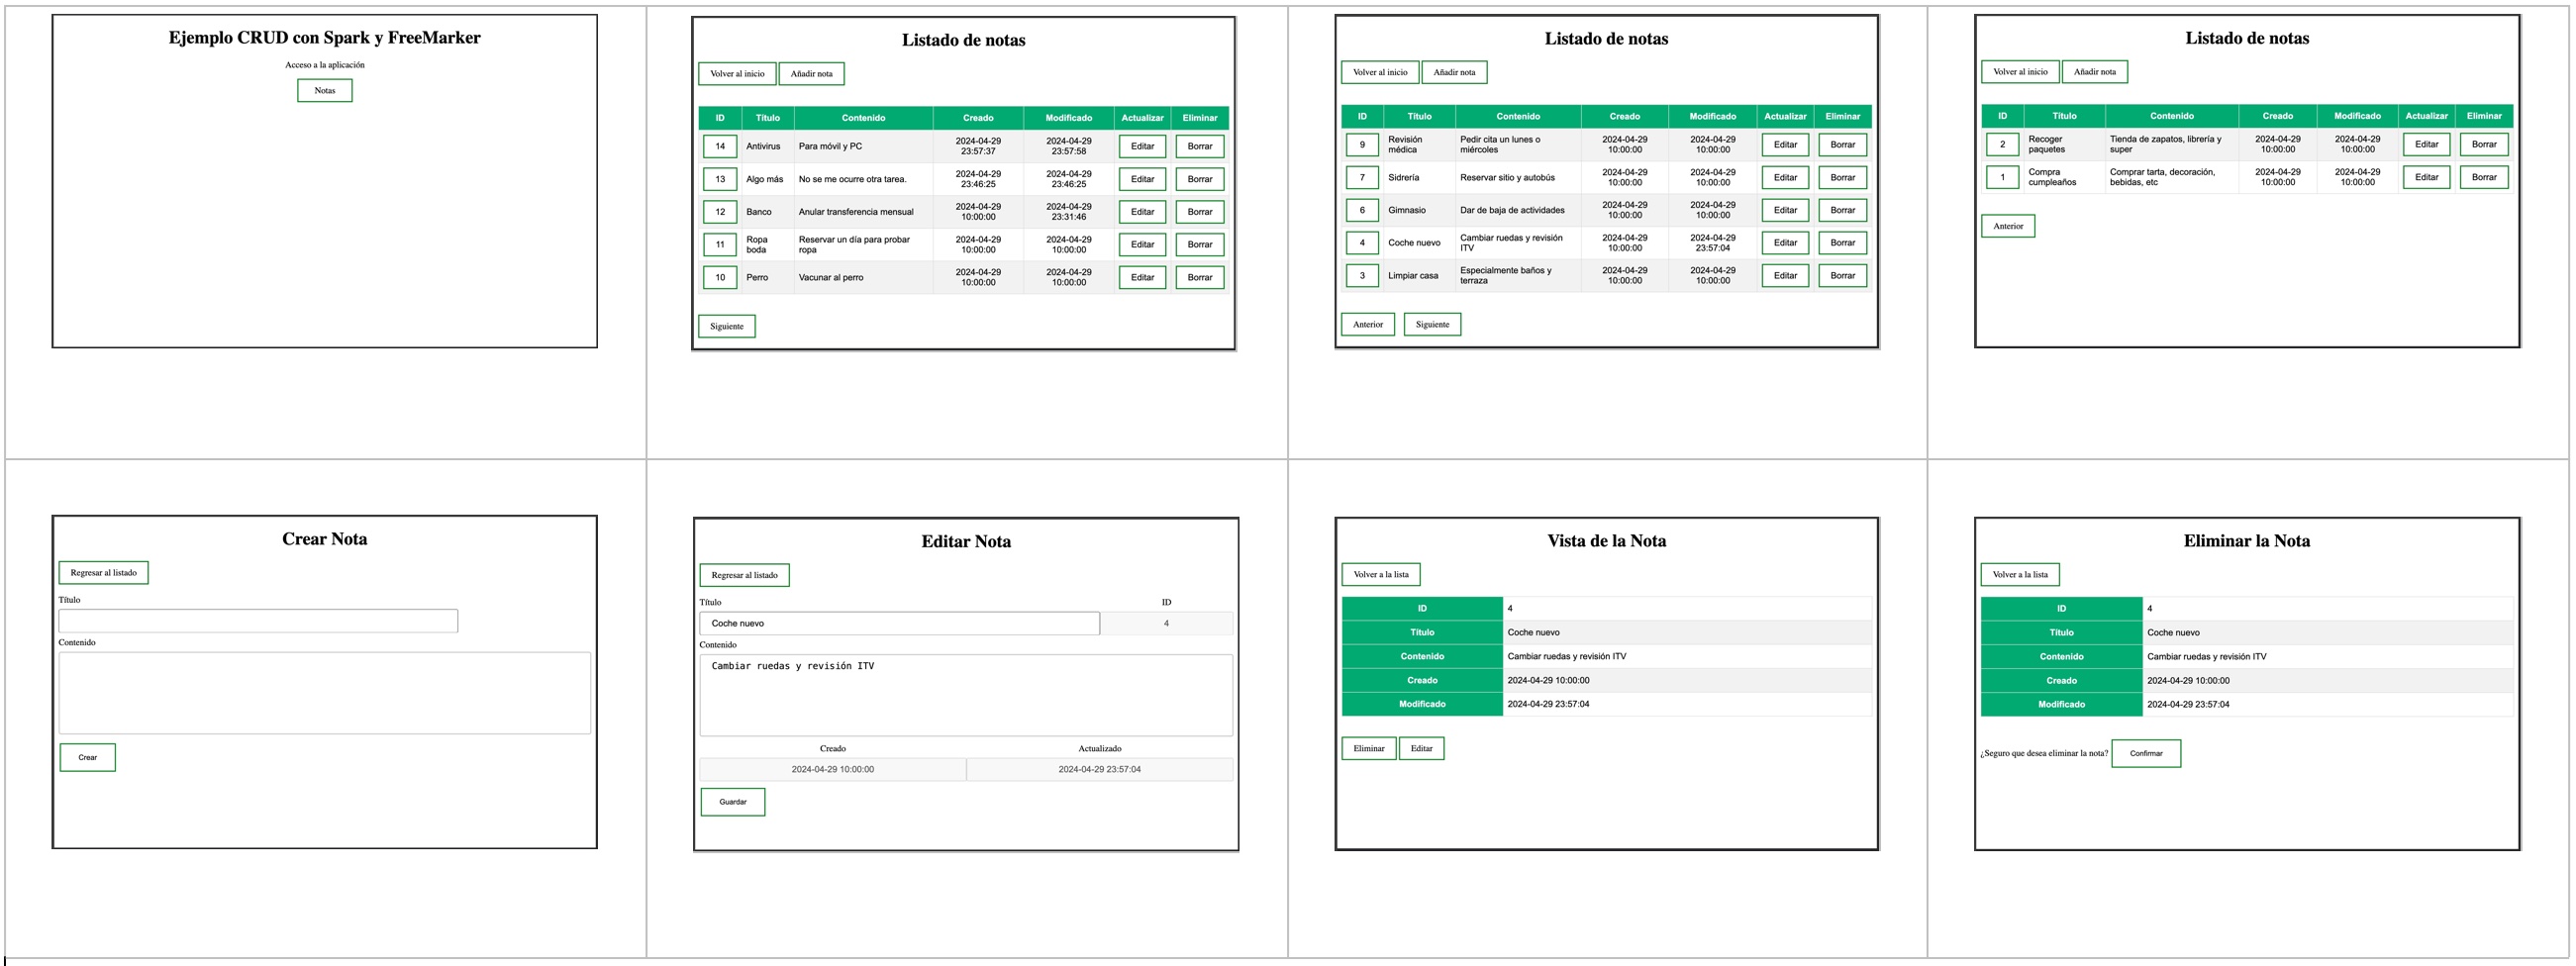 Ejemplo CRUD con Spark y FreeMarker
Acceso a la aplicación
Notas
Listado de notas
Volver al inicio Añadir nota
ID Título Contenido Creado Modificado Actualizar Eliminar
14 Antivirus Para móvil y PC 2024-04-29 23:57:37 2024-04-29 23:57:58 Editar Borrar
13 Algo más No se me ocurre otra tarea. 2024-04-29 23:46:25 2024-04-29 23:46:25 Editar Borrar
12 Banco Anular transferencia mensual 2024-04-29 10:00:00 2024-04-29 23:31:46 Editar Borrar
11 Ropa boda Reservar un día para probar ropa 2024-04-29 10:00:00 2024-04-29 10:00:00 Editar Borrar
10 Perro Vacunar al perro 2024-04-29 10:00:00 2024-04-29 10:00:00 Editar Borrar
Siguiente
Listado de notas
Volver al inicio Añadir nota
ID Título Contenido Creado Modificado Actualizar Eliminar
9 Revisión médica Pedir cita un lunes o miércoles 2024-04-29 10:00:00 2024-04-29 10:00:00 Editar Borrar
7 Sidrería Reservar sitio y autobús 2024-04-29 10:00:00 2024-04-29 10:00:00 Editar Borrar
6 Gimnasio Dar de baja de actividades 2024-04-29 10:00:00 2024-04-29 10:00:00 Editar Borrar
4 Coche nuevo Cambiar ruedas y revisión ITV 2024-04-29 10:00:00 2024-04-29 23:57:04 Editar Borrar
3 Limpiar casa Especialmente baños y terraza 2024-04-29 10:00:00 2024-04-29 10:00:00 Editar Borrar
Anterior Siguiente
Listado de notas
Volver al inicio Añadir nota
ID Título Contenido Creado Modificado Actualizar Eliminar
2 Recoger paquetes Tienda de zapatos, librería y super 2024-04-29 10:00:00 2024-04-29 10:00:00 Editar Borrar
1 Compra cumpleaños Comprar tarta, decoración, bebidas, etc 2024-04-29 10:00:00 2024-04-29 10:00:00 Editar Borrar
Anterior
Crear Nota
Regresar al listado
Título
Contenido
Crear
Editar Nota
Regresar al listado
Título ID
Coche nuevo 4
Contenido
Cambiar ruedas y revisión ITV
Creado Actualizado
2024-04-29 10:00:00 2024-04-29 23:57:04
Guardar
Vista de la Nota
Volver a la lista
ID 4
Título Coche nuevo
Contenido Cambiar ruedas y revisión ITV
Creado 2024-04-29 10:00:00
Modificado 2024-04-29 23:57:04
Eliminar Editar
Eliminar la Nota
Volver a la lista
ID 4
Título Coche nuevo
Contenido Cambiar ruedas y revisión ITV
Creado 2024-04-29 10:00:00
Modificado 2024-04-29 23:57:04
¿Seguro que desea eliminar la nota? Confirmar